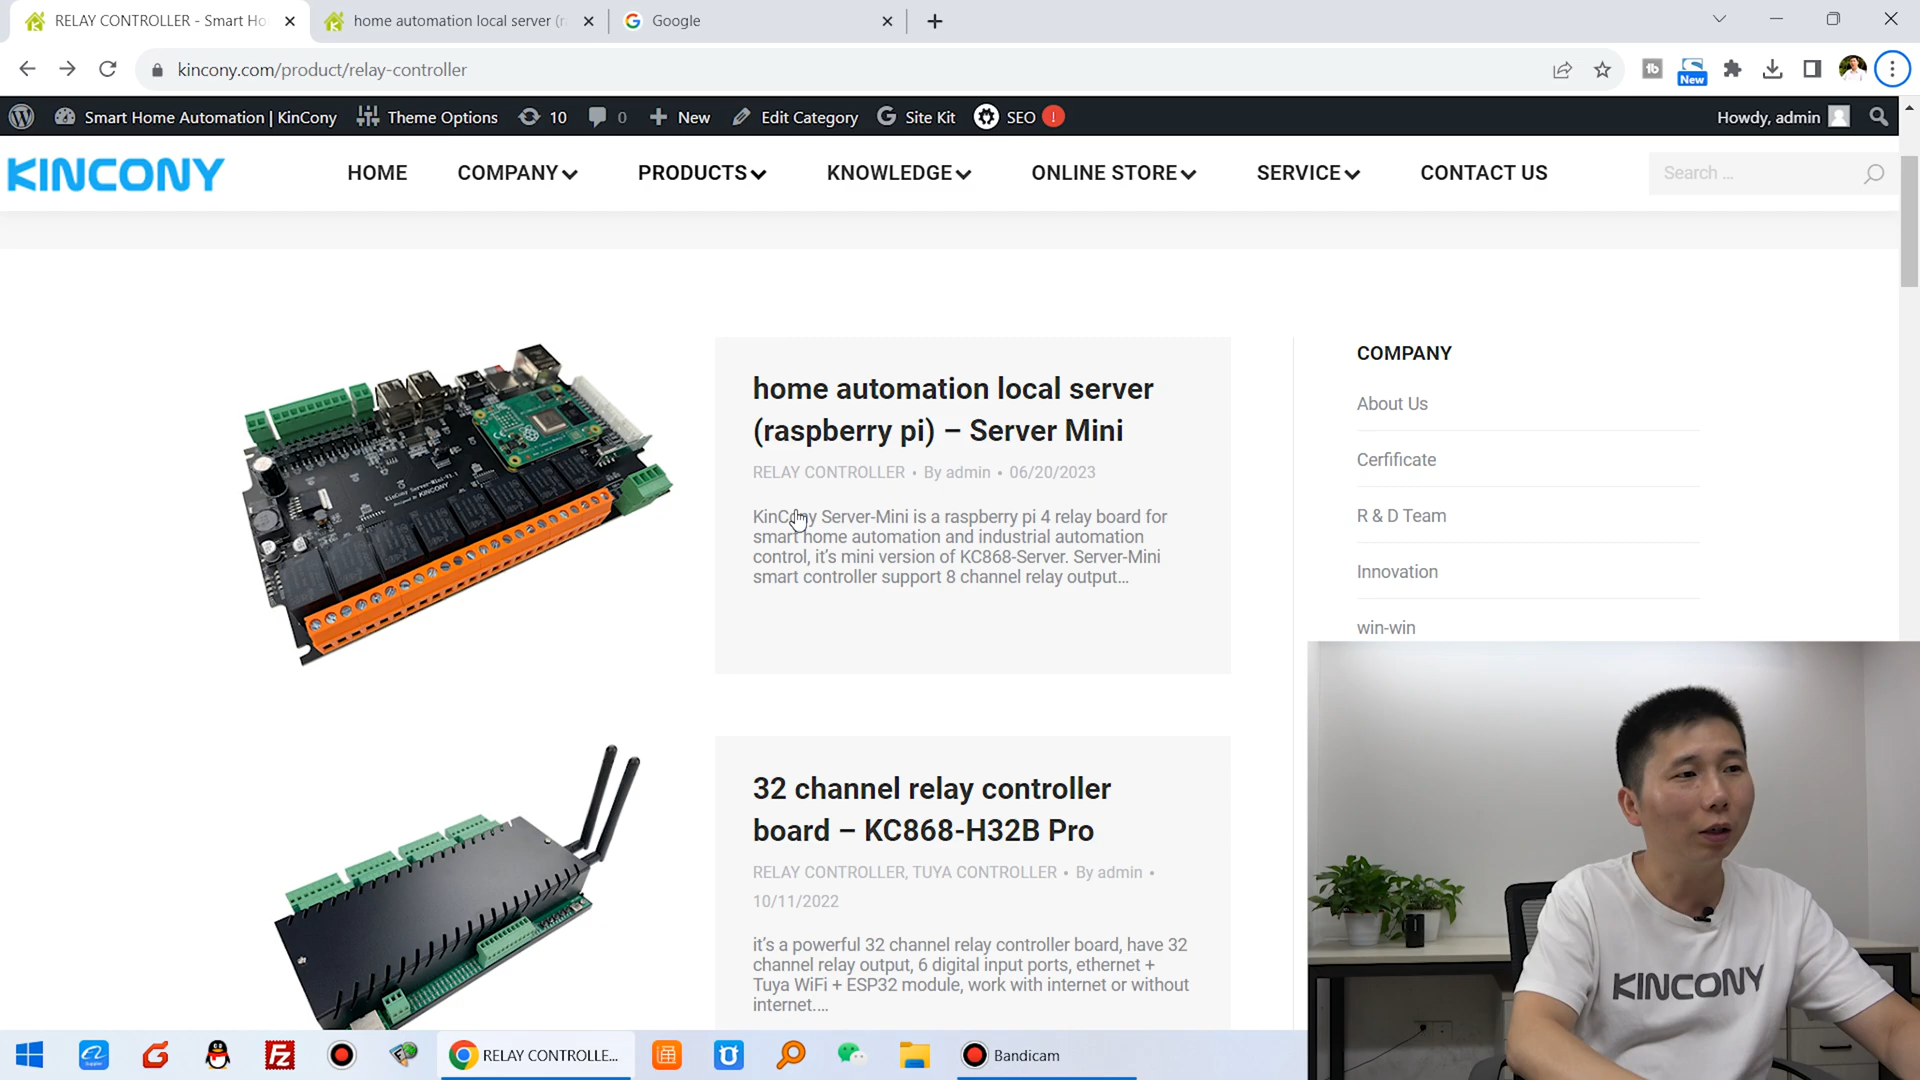 RELAY CONTROLLER - Smart Ho
home automation local server (r
Google
kincony.com/product/relay-controller
New
Smart Home Automation | KinCony
Theme Options
10
0
New
Edit Category
Site Kit
SEO
!
Howdy, admin
KINCONY
HOME
COMPANY
PRODUCTS
KNOWLEDGE
ONLINE STORE
SERVICE
CONTACT US
Search ...
home automation local server
(raspberry pi) – Server Mini
RELAY CONTROLLER • By admin • 06/20/2023
KinCony Server-Mini is a raspberry pi 4 relay board for
smart home automation and industrial automation
control, it's mini version of KC868-Server. Server-Mini
smart controller support 8 channel relay output...
COMPANY
About Us
Cerfificate
R & D Team
Innovation
win-win
32 channel relay controller
board – KC868-H32B Pro
RELAY CONTROLLER, TUYA CONTROLLER • By admin •
10/11/2022
it's a powerful 32 channel relay controller board, have 32
channel relay output, 6 digital input ports, ethernet +
Tuya WiFi + ESP32 module, work with internet or without
internet....
KINCONY
RELAY CONTROLLE...
Bandicam